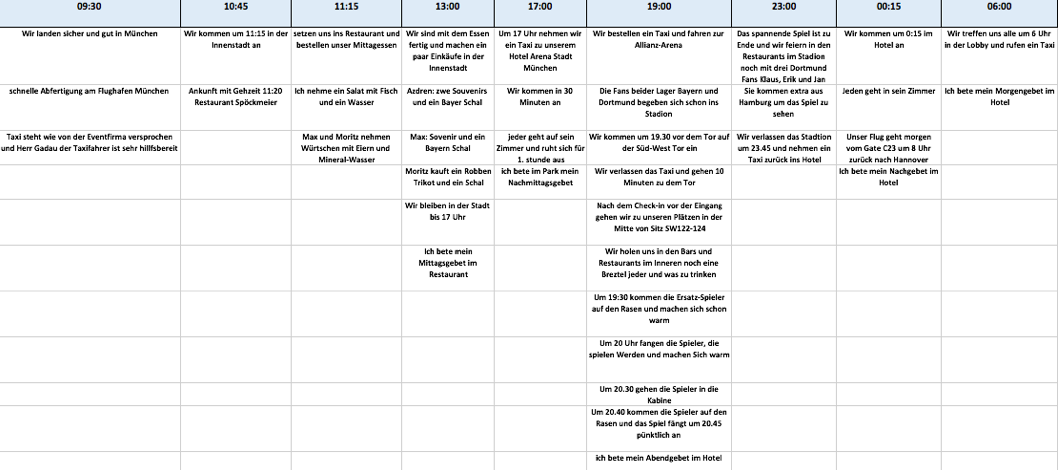 09:30
10:45
11:15
13:00
17:00
19:00
23:00
00:15
06:00
Wir landen sicher und gut in München
Wir kommen um 11:15 in der
Innenstadt an
setzen uns ins Restaurant und
bestellen unser Mittagessen
Wir sind mit dem Essen
fertig und machen ein
paar Einkäufe in der
Innenstadt
Um 17 Uhr nehmen wir
ein Taxi zu unserem
Hotel Arena Stadt
München
Wir bestellen ein Taxi und fahren zur
Allianz-Arena
Das spannende Spiel ist zu
Ende und wir feiern in den
Restaurants im Stadion
noch mit drei Dortmund
Fans Klaus, Erik und Jan
Wir kommen um 0:15 im
Hotel an
Wir treffen uns alle um 6 Uhr
in der Lobby und rufen ein Taxi
schnelle Abfertigung am Flughafen München
Ankunft mit Gehzeit 11:20
Restaurant Spöckmeier
Ich nehme ein Salat mit Fisch
und ein Wasser
Azdren: zwe Souvenirs
und ein Bayer Schal
Wir kommen in 30
Minuten an
Die Fans beider Lager Bayern und
Dortmund begeben sich schon ins
Stadion
Sie kommen extra aus
Hamburg um das Spiel zu
sehen
Jeden geht in sein Zimmer
Ich bete mein Morgengebet im
Hotel
Taxi steht wie von der Eventfirma versprochen
und Herr Gadau der Taxifahrer ist sehr hillfsbereit
Max und Moritz nehmen
Würtschen mit Eiern und
Mineral-Wasser
Max: Sovenir und ein
Bayern Schal
jeder geht auf sein
Zimmer und ruht sich für
1. stunde aus
Wir kommen um 19.30 vor dem Tor auf
der Süd-West Tor ein
Wir verlassen das Stadtion
um 23.45 und nehmen ein
Taxi zurück ins Hotel
Unser Flug geht morgen
vom Gate C23 um 8 Uhr
zurück nach Hannover
Moritz kauft ein Robben
Trikot und ein Schal
ich bete im Park mein
Nachmittagsgebet
Wir verlassen das Taxi und gehen 10
Minuten zu dem Tor
Ich bete mein Nachgebet im
Hotel
Wir bleiben in der Stadt
bis 17 Uhr
Nach dem Check-in vor der Eingang
gehen wir zu unseren Plätzen in der
Mitte von Sitz SW122-124
Ich bete mein
Mittagsgebet im
Restaurant
Wir holen uns in den Bars und
Restaurants im Inneren noch eine
Breztel jeder und was zu trinken
Um 19:30 kommen die Ersatz-Spieler
auf den Rasen und machen sich schon
warm
Um 20 Uhr fangen die Spieler, die
spielen Werden und machen Sich warm
Um 20.30 gehen die Spieler in die
Kabine
Um 20.40 kommen die Spieler auf den
Rasen und das Spiel fängt um 20.45
pünktlich an
ich bete mein Abendgebet im Hotel